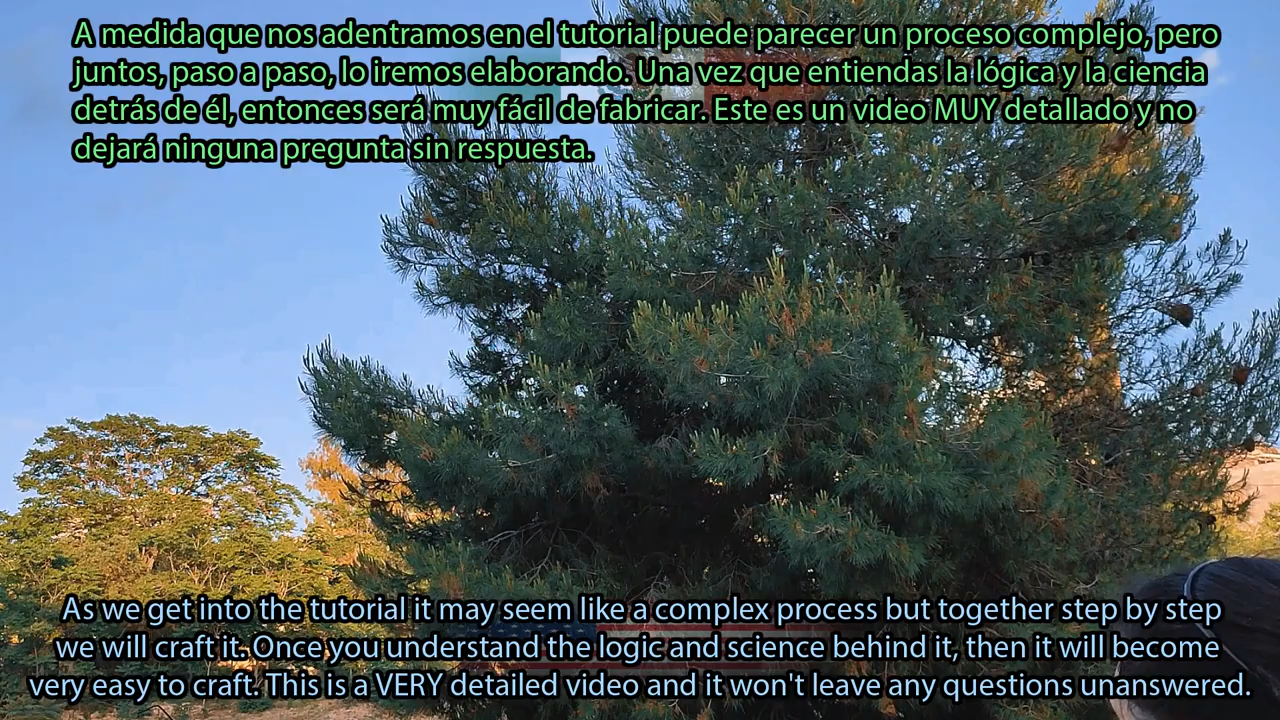 A medida que nos adentramos en el tutorial puede parecer un proceso complejo, pero
juntos, paso a paso, lo iremos elaborando. Una vez que entiendas la lógica y la ciencia
detrás de él, entonces será muy fácil de fabricar. Este es un video MUY detallado y no
dejará ninguna pregunta sin respuesta.
As we get into the tutorial it may seem like a complex process but together step by step
we will craft it. Once you understand the logic and science behind it, then it will become
very easy to craft. This is a VERY detailed video and it won't leave any questions unanswered.